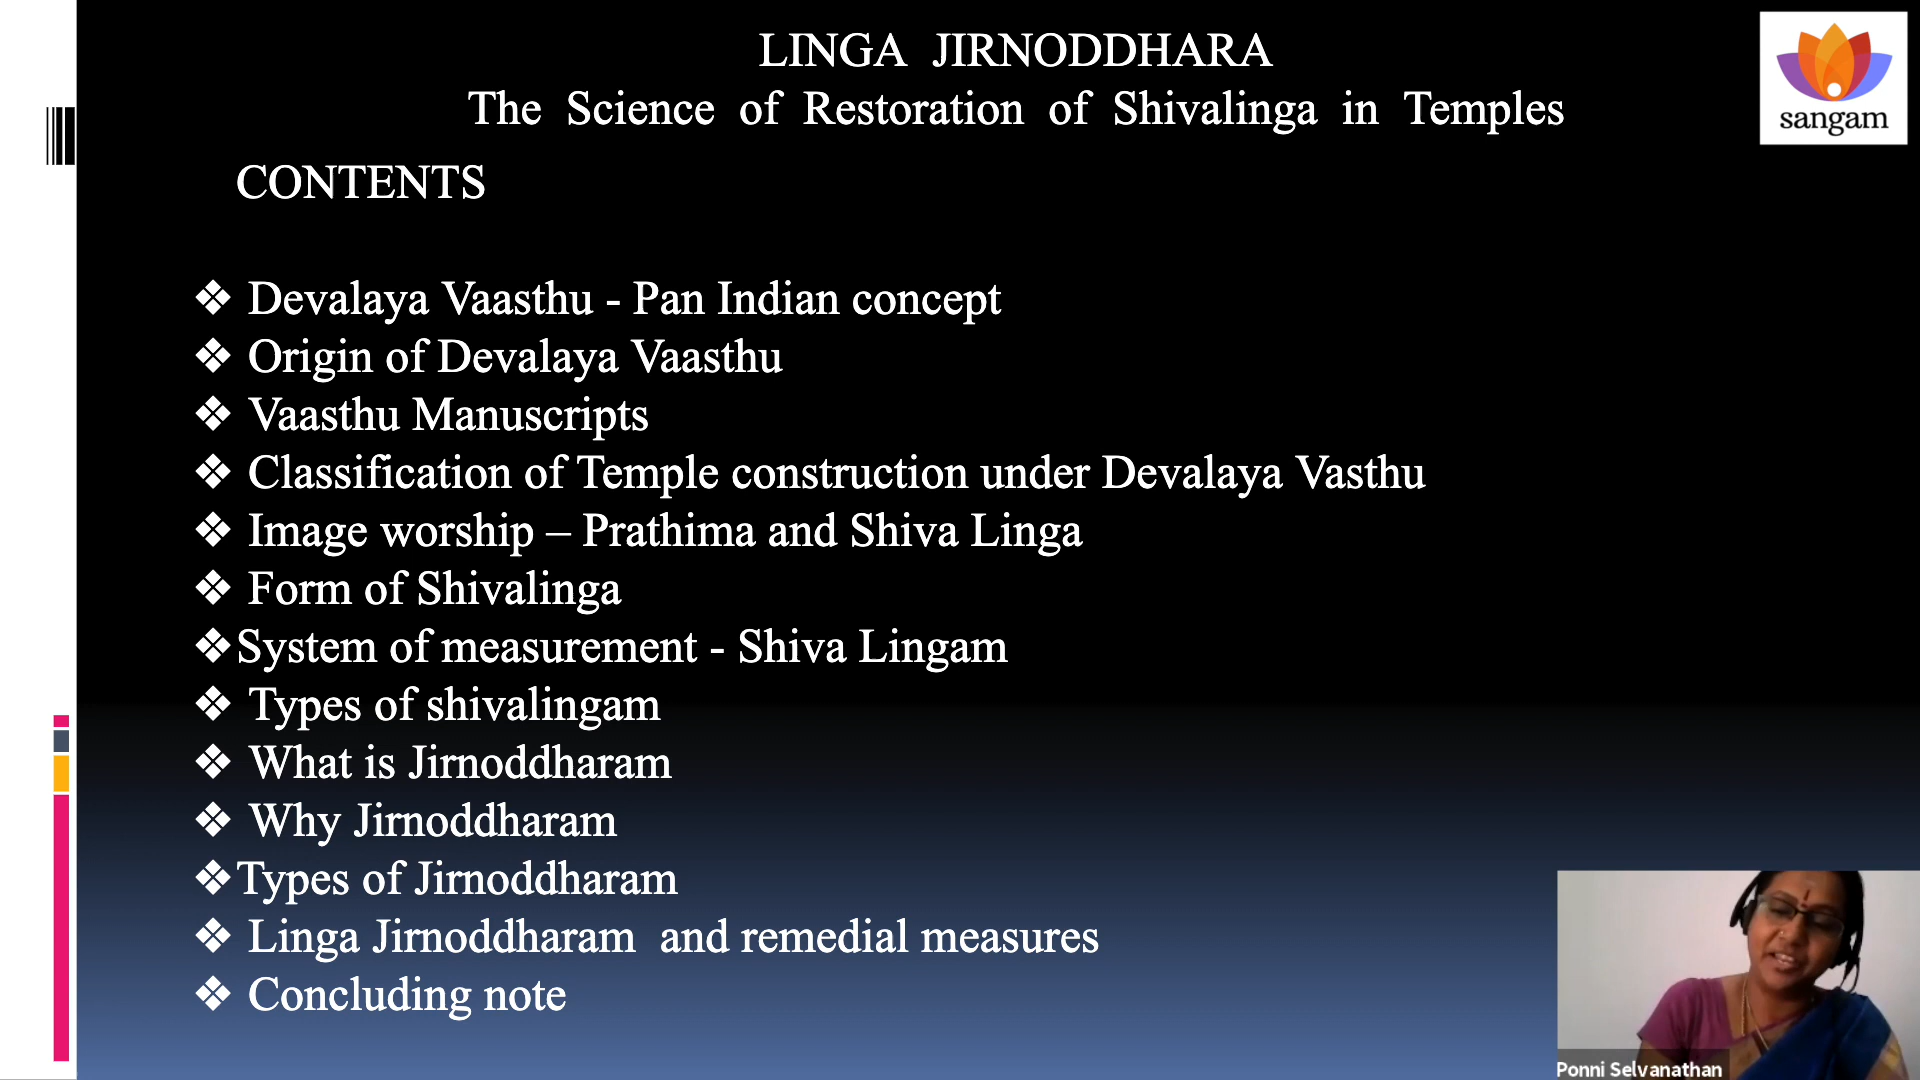 LINGA JIRNODDHARA
The Science of Restoration of Shivalinga in Temples
sangam
CONTENTS
❖ Devalaya Vaasthu - Pan Indian concept
❖ Origin of Devalaya Vaasthu
❖ Vaasthu Manuscripts
❖ Classification of Temple construction under Devalaya Vasthu
❖ Image worship – Prathima and Shiva Linga
❖ Form of Shivalinga
❖System of measurement - Shiva Lingam
❖ Types of shivalingam
❖ What is Jirnoddharam
❖ Why Jirnoddharam
❖Types of Jirnoddharam
❖ Linga Jirnoddharam and remedial measures
❖ Concluding note
Ponni Selvanathan